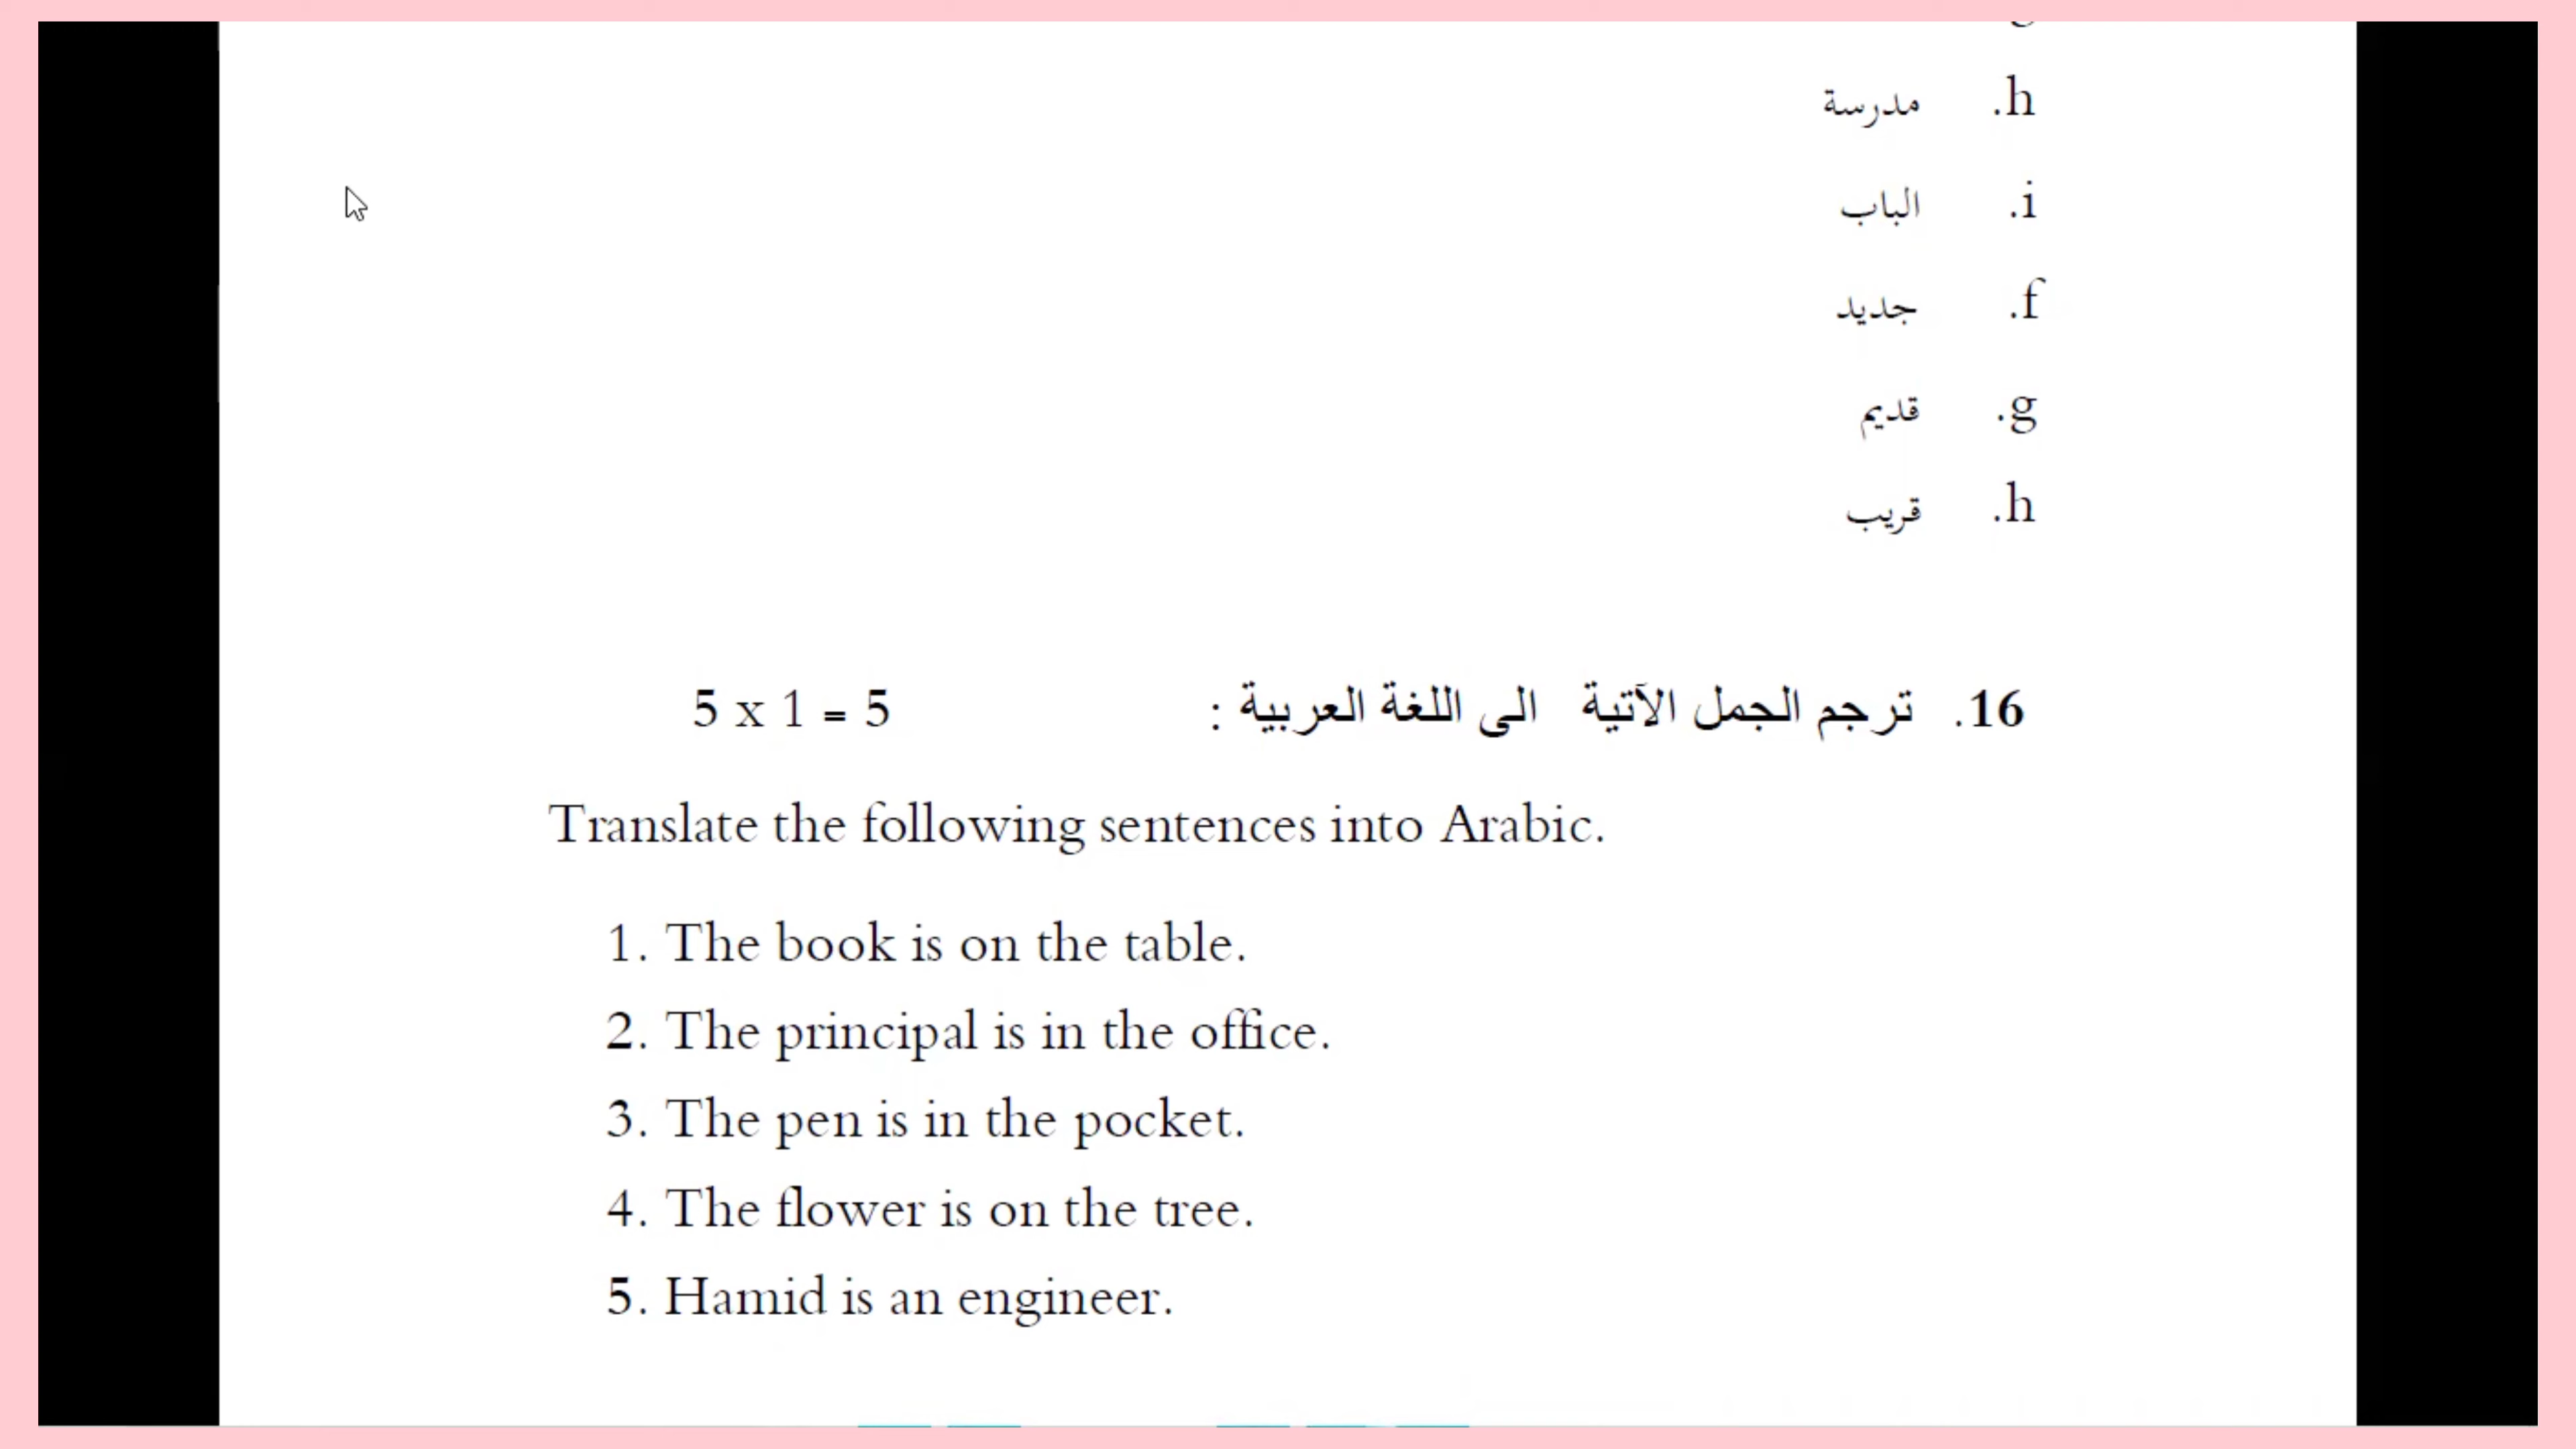 h. مدرسة
i. الباب
f. جديد
g. قديم
h. قريب
16. ترجم الجمل الآتية الى اللغة العربية : 5 x 1 = 5
Translate the following sentences into Arabic.
1. The book is on the table.
2. The principal is in the office.
3. The pen is in the pocket.
4. The flower is on the tree.
5. Hamid is an engineer.